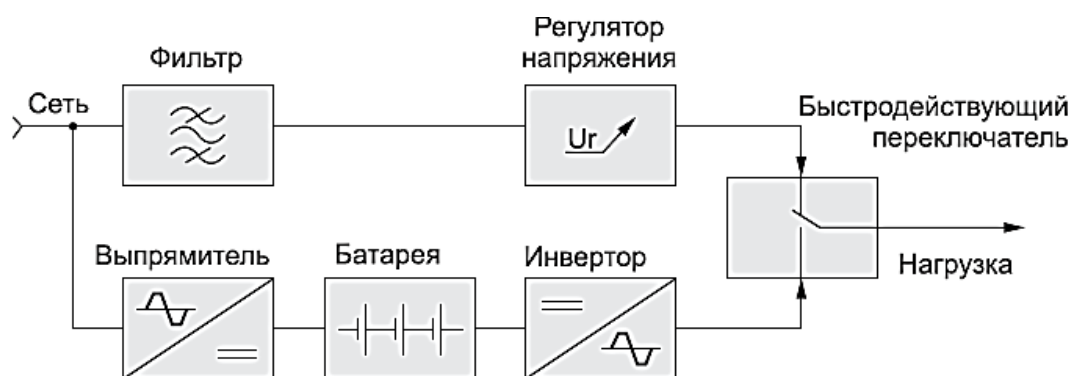 Регулятор
напряжения
Фильтр
Сеть
Быстродействующий
переключатель
Ur
Выпрямитель
Батарея
Инвертор
Нагрузка